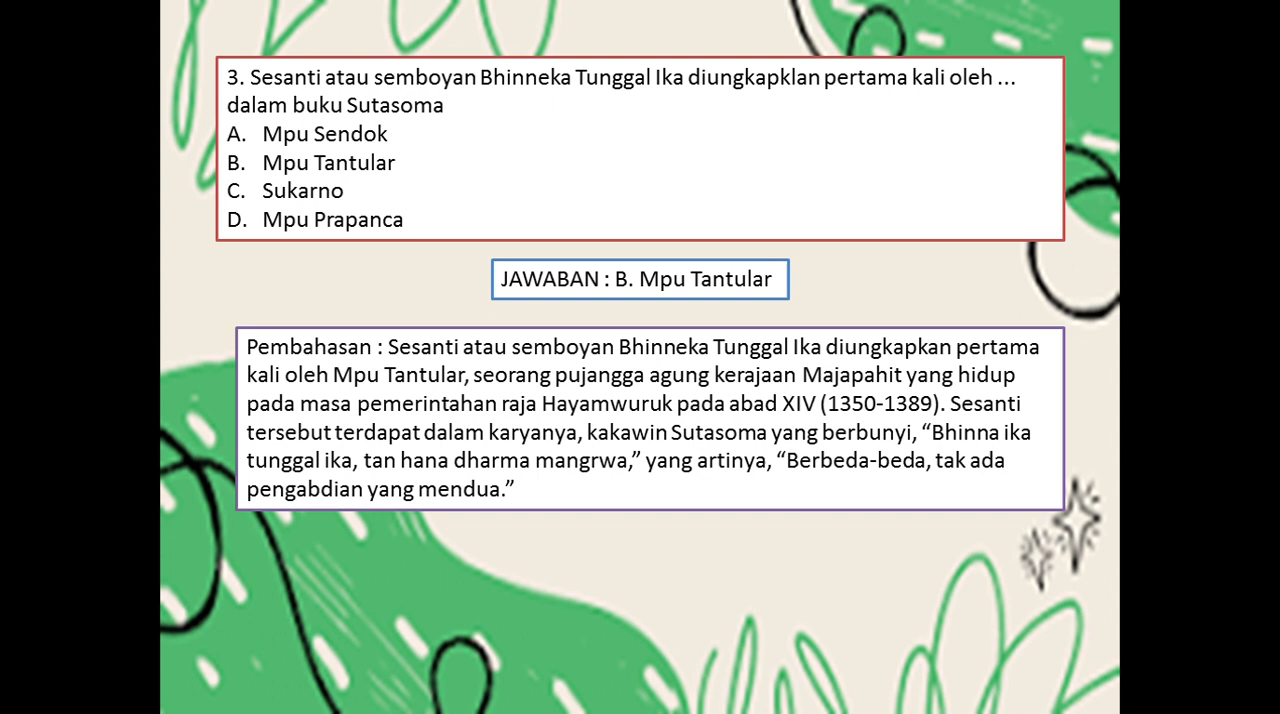 3. Sesanti atau semboyan Bhinneka Tunggal Ika diungkapklan pertama kali oleh ...
dalam buku Sutasoma
A. Mpu Sendok
B. Mpu Tantular
C. Sukarno
D. Mpu Prapanca
JAWABAN : B. Mpu Tantular
Pembahasan : Sesanti atau semboyan Bhinneka Tunggal Ika diungkapkan pertama
kali oleh Mpu Tantular, seorang pujangga agung kerajaan Majapahit yang hidup
pada masa pemerintahan raja Hayamwuruk pada abad XIV (1350-1389). Sesanti
tersebut terdapat dalam karyanya, kakawin Sutasoma yang berbunyi, “Bhinna ika
tunggal ika, tan hana dharma mangrwa,” yang artinya, “Berbeda-beda, tak ada
pengabdian yang mendua.”